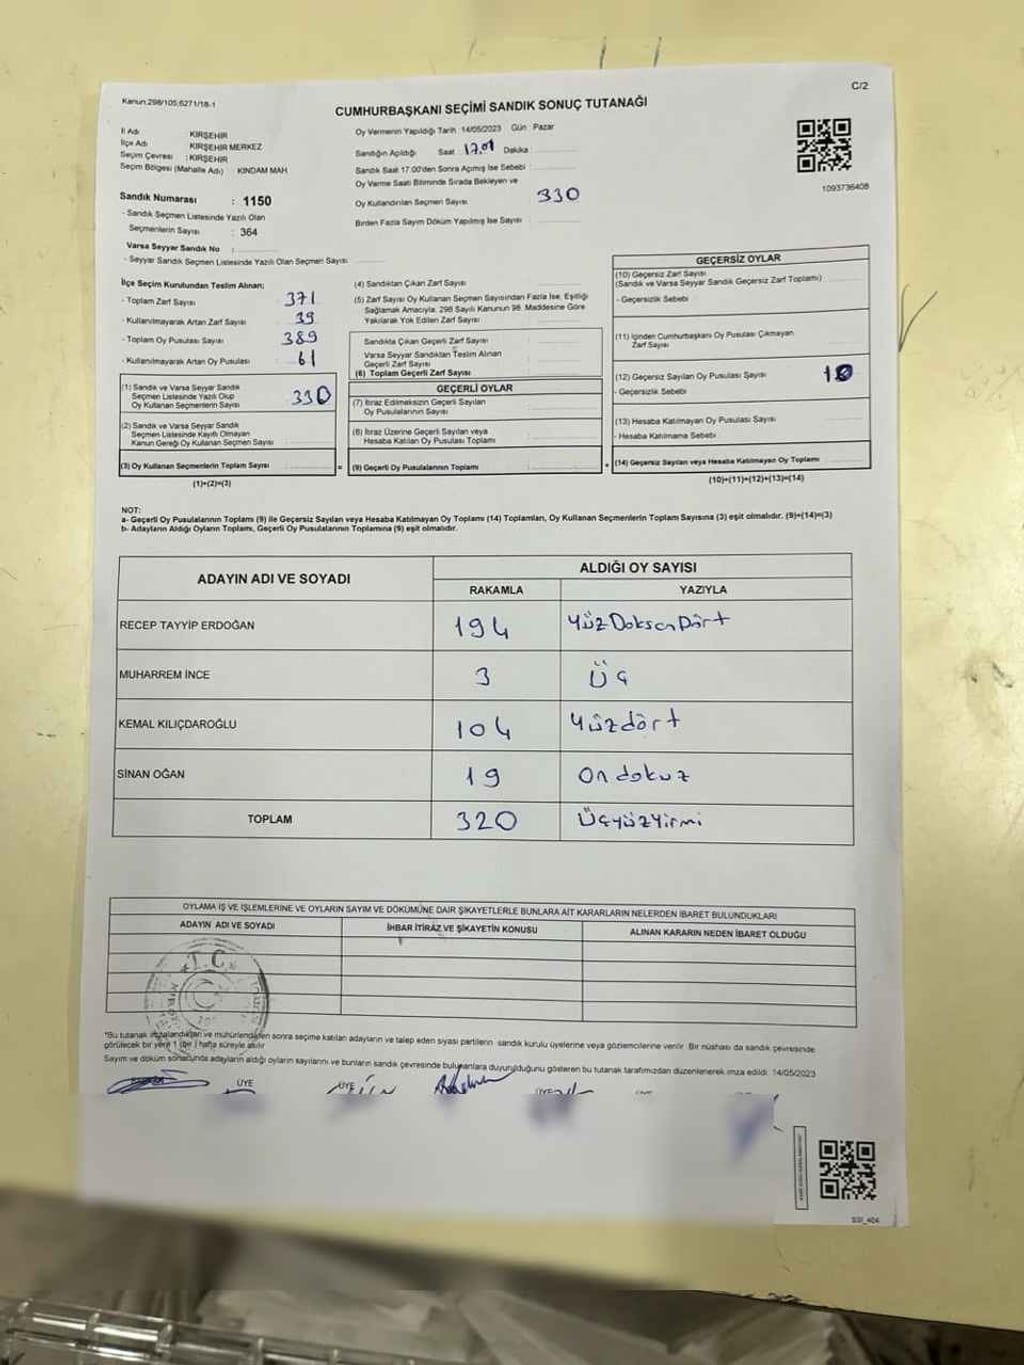 Kanun:298/105;6271/18-1
C/2
CUMHURBAŞKANI SEÇİMİ SANDIK SONUÇ TUTANAĞI
İl Adı KIRŞEHİR
İlçe Adı KIRŞEHİR MERKEZ
Seçim Çevresi : KIRŞEHİR
Seçim Bölgesi (Mahalle Adı) KINDAM MAH
Oy Vermenin Yapıldığı Tarih : 14/05/2023 Gün : Pazar
Sandığın Açıldığı Saat : 17.01 Dakika :
Sandık Saat 17.00'den Sonra Açımış İse Sebebi :
Oy Verme Saati Bitiminde Sırada Bekleyen ve
Oy Kullandırılan Seçmen Sayısı 330
Birden Fazla Sayım Döküm Yapılmış İse Sayısı
1093736408
Sandık Numarası : 1150
- Sandık Seçmen Listesinde Yazılı Olan
Seçmenlerin Sayısı : 364
Varsa Seyyar Sandık No :
- Seyyar Sandık Seçmen Listesinde Yazılı Olan Seçmen Sayısı
İlçe Seçim Kurulundan Teslim Alınan;
- Toplam Zarf Sayısı 371
- Kullanılmayarak Artan Zarf Sayısı 39
- Toplam Oy Pusulası Sayısı 389
- Kullanılmayarak Artan Oy Pusulası 61
(1) Sandık ve Varsa Seyyar Sandık
Seçmen Listesinde Yazılı Olup
Oy Kullanan Seçmenlerin Sayısı 330
(2) Sandık ve Varsa Seyyar Sandık
Seçmen Listesinde Kayıtlı Olmayan
Kanun Gereği Oy Kullanan Seçmen Sayısı
(3) Oy Kullanan Seçmenlerin Toplam Sayısı
(1)+(2)=(3)
(4) Sandıktan Çıkan Zarf Sayısı
(5) Zarf Sayısı Oy Kullanan Seçmen Sayısından Fazla İse, Eşitliği
Sağlamak Amacıyla, 298 Sayılı Kanunun 98. Maddesine Göre
Yakılarak Yok Edilen Zarf Sayısı
Sandıkta Çıkan Geçerli Zarf Sayısı
Varsa Seyyar Sandıktan Teslim Alınan
Geçerli Zarf Sayısı
(6) Toplam Geçerli Zarf Sayısı
GEÇERLİ OYLAR
(7) İtiraz Edilmeksizin Geçerli Sayılan
Oy Pusulalarının Sayısı
(8) İtiraz Üzerine Geçerli Sayılan veya
Hesaba Katılan Oy Pusulası Toplamı
= (9) Geçerli Oy Pusulalarının Toplamı
GEÇERSİZ OYLAR
(10) Geçersiz Zarf Sayısı
(Sandık ve Varsa Seyyar Sandık Geçersiz Zarf Toplamı)
- Geçersizlik Sebebi
(11) İçinden Cumhurbaşkanı Oy Pusulası Çıkmayan
Zarf Sayısı
(12) Geçersiz Sayılan Oy Pusulası Sayısı 10
- Geçersizlik Sebebi
(13) Hesaba Katılmayan Oy Pusulası Sayısı
- Hesaba Katılmama Sebebi
+ (14) Geçersiz Sayılan veya Hesaba Katılmayan Oy Toplamı
(10)+(11)+(12)+(13)=(14)
NOT:
a- Geçerli Oy Pusulalarının Toplamı (9) ile Geçersiz Sayılan veya Hesaba Katılmayan Oy Toplamı (14) Toplamları, Oy Kullanan Seçmenlerin Toplam Sayısına (3) eşit olmalıdır. (9)+(14)=(3)
b- Adayların Aldığı Oyların Toplamı, Geçerli Oy Pusulalarının Toplamına (9) eşit olmalıdır.
ADAYIN ADI VE SOYADI
ALDIĞI OY SAYISI
RAKAMLA YAZIYLA
RECEP TAYYİP ERDOĞAN 194 YüzDoksanDört
MUHARREM İNCE 3 Üç
KEMAL KILIÇDAROĞLU 104 Yüzdört
SİNAN OĞAN 19 Ondokuz
TOPLAM 320 ÜçyüzYirmi
OYLAMA İŞ VE İŞLEMLERİNE VE OYLARIN SAYIM VE DÖKÜMÜNE DAİR ŞİKAYETLERLE BUNLARA AİT KARARLARIN NELERDEN İBARET BULUNDUKLARI
ADAYIN ADI VE SOYADI İHBAR İTİRAZ VE ŞİKAYETİN KONUSU ALINAN KARARIN NEDEN İBARET OLDUĞU
T.C.
*Bu tutanak imzalandıktan ve mühürlendikten sonra seçime katılan adayların ve talep eden siyasi partilerin sandık kurulu üyelerine veya gözlemcilerine verilir. Bir nüshası da sandık çevresinde
görülecek bir yere 1 (bir) hafta süreyle asılır
Sayım ve döküm sonucunda adayların aldığı oyların sayılarını ve bunların sandık çevresinde bulunanlara duyurulduğunu gösteren bu tutanak tarafımızdan düzenlenerek imza edildi. 14/05/2023
ÜYE ÜYE ÜYE